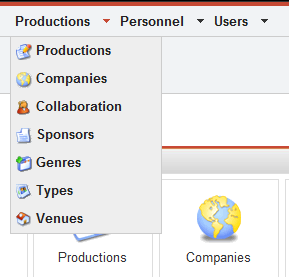 Productions Personnel Users
Productions
Companies
Collaboration
Sponsors
Genres
Types
Venues
Productions Companies